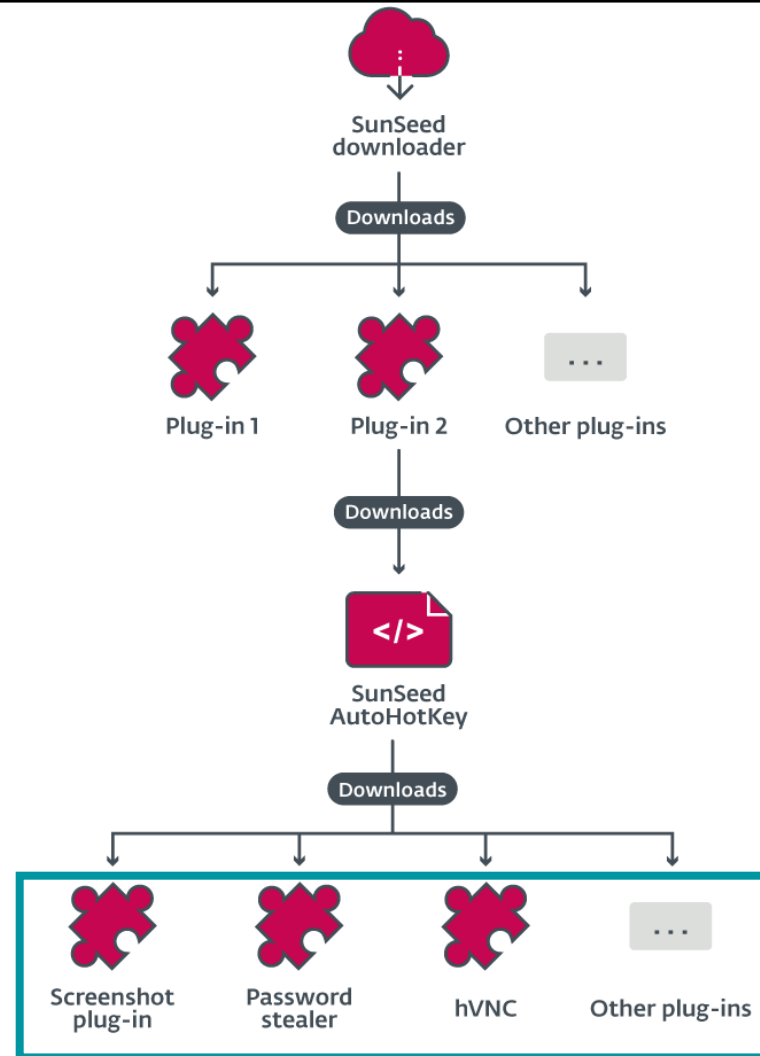 SunSeed
downloader
Downloads
Plug-in 1
Plug-in 2
...
Other plug-ins
Downloads
</>
SunSeed
AutoHotKey
Downloads
...
Screenshot
plug-in
Password
stealer
hVNC
Other plug-ins